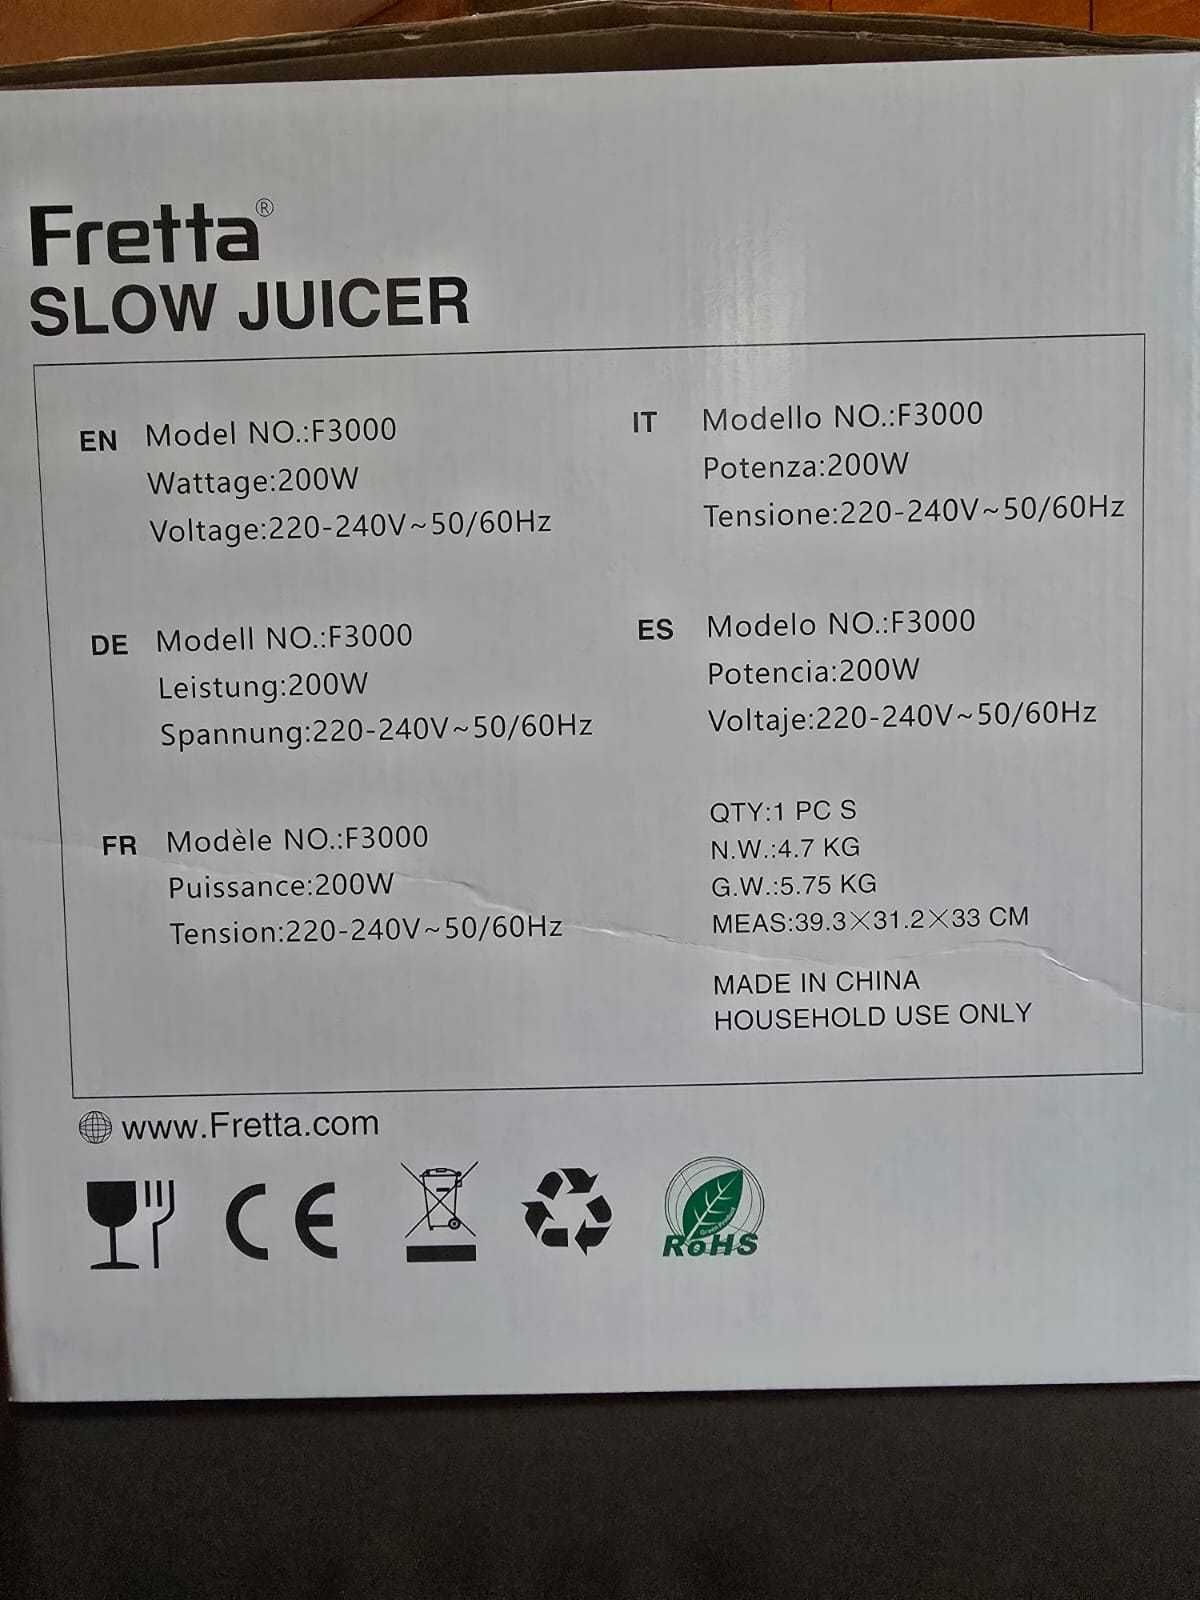 Fretta®
SLOW JUICER
EN Model NO.:F3000
Wattage:200W
Voltage:220-240V~50/60Hz
DE Modell NO.:F3000
Leistung:200W
Spannung:220-240V~50/60Hz
FR Modèle NO.:F3000
Puissance:200W
Tension:220-240V~50/60Hz
IT Modello NO.:F3000
Potenza:200W
Tensione:220-240V~50/60Hz
ES Modelo NO.:F3000
Potencia:200W
Voltaje:220-240V~50/60Hz
QTY:1 PC S
N.W.:4.7 KG
G.W.:5.75 KG
MEAS:39.3×31.2×33 CM
MADE IN CHINA
HOUSEHOLD USE ONLY
www.Fretta.com
CE
Green Product
RoHS